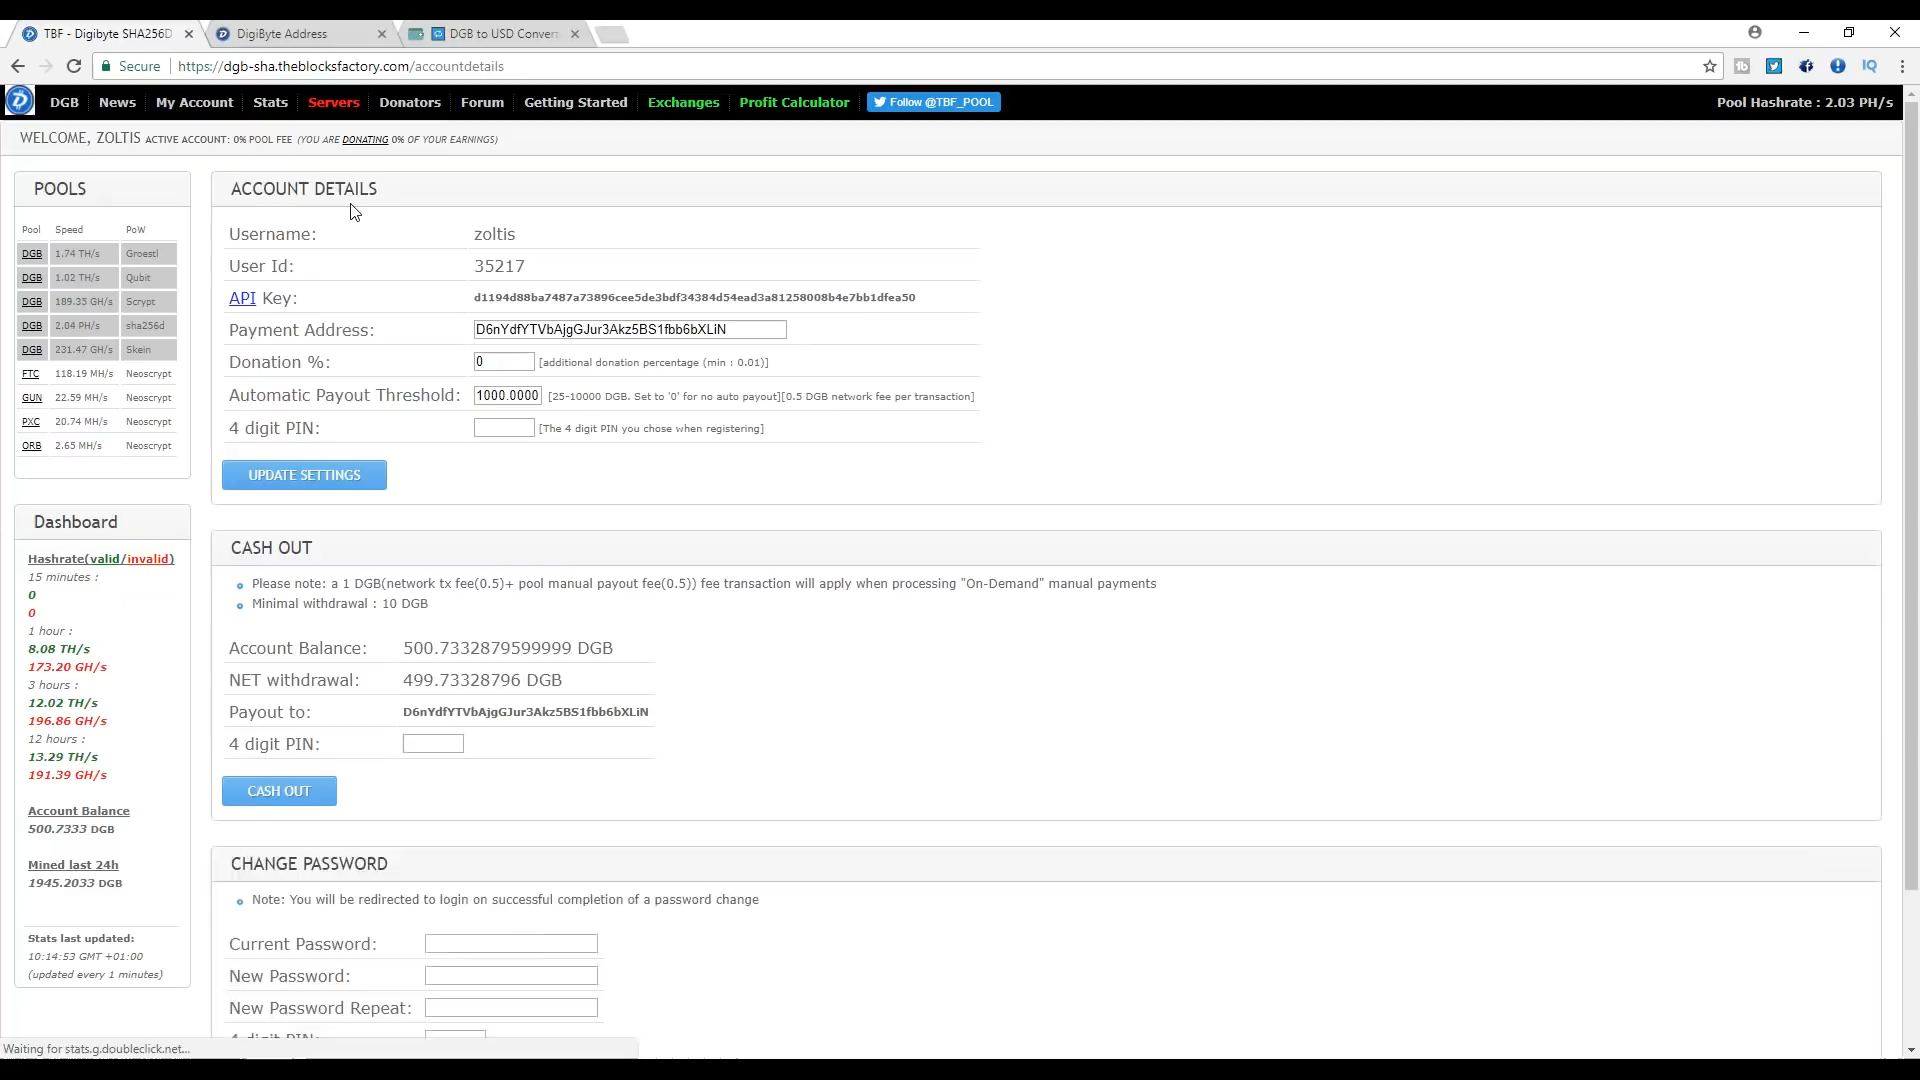 TBF - Digibyte SHA256D
DigiByte Address
DGB to USD Convert
Secure
https://dgb-sha.theblocksfactory.com/accountdetails
DGB
News
My Account
Stats
Servers
Donators
Forum
Getting Started
Exchanges
Profit Calculator
Follow @TBF_POOL
Pool Hashrate : 2.03 PH/s
WELCOME, ZOLTIS ACTIVE ACCOUNT: 0% POOL FEE (YOU ARE DONATING 0% OF YOUR EARNINGS)
POOLS
Pool Speed PoW
DGB 1.74 TH/s Groestl
DGB 1.02 TH/s Qubit
DGB 189.35 GH/s Scrypt
DGB 2.04 PH/s sha256d
DGB 231.47 GH/s Skein
FTC 118.19 MH/s Neoscrypt
GUN 22.59 MH/s Neoscrypt
PXC 20.74 MH/s Neoscrypt
ORB 2.65 MH/s Neoscrypt
Dashboard
Hashrate(valid/invalid)
15 minutes :
0
0
1 hour :
8.08 TH/s
173.20 GH/s
3 hours :
12.02 TH/s
196.86 GH/s
12 hours :
13.29 TH/s
191.39 GH/s
Account Balance
500.7333 DGB
Mined last 24h
1945.2033 DGB
Stats last updated:
10:14:53 GMT +01:00
(updated every 1 minutes)
ACCOUNT DETAILS
Username: zoltis
User Id: 35217
API Key: d1194d88ba7487a73896cee5de3bdf34384d54ead3a81258008b4e7bb1dfea50
Payment Address: D6nYdfYTVbAjgGJur3Akz5BS1fbb6bXLiN
Donation %: 0 [additional donation percentage (min : 0.01)]
Automatic Payout Threshold: 1000.0000 [25-10000 DGB. Set to '0' for no auto payout][0.5 DGB network fee per transaction]
4 digit PIN: [The 4 digit PIN you chose when registering]
UPDATE SETTINGS
CASH OUT
Please note: a 1 DGB(network tx fee(0.5)+ pool manual payout fee(0.5)) fee transaction will apply when processing "On-Demand" manual payments
Minimal withdrawal : 10 DGB
Account Balance: 500.7332879599999 DGB
NET withdrawal: 499.73328796 DGB
Payout to: D6nYdfYTVbAjgGJur3Akz5BS1fbb6bXLiN
4 digit PIN:
CASH OUT
CHANGE PASSWORD
Note: You will be redirected to login on successful completion of a password change
Current Password:
New Password:
New Password Repeat:
4 digit PIN:
Waiting for stats.g.doubleclick.net...